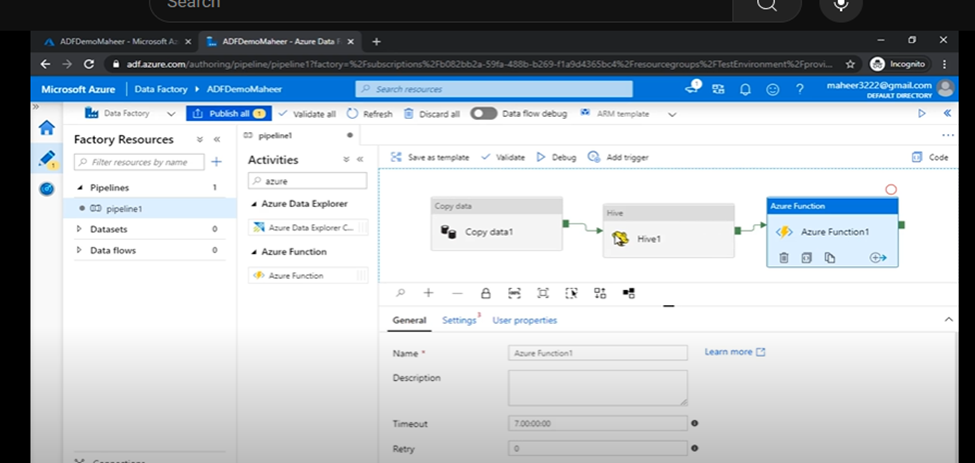 Search
ADFDemoMaheer - Microsoft Az
ADFDemoMaheer - Azure Data F
adf.azure.com/authoring/pipeline/pipeline1?factory=%2Fsubscriptions%2Fb082bb2a-59fa-488b-b269-f1a9d4365bc4%2Fresourcegroups%2FTestEnvironment%2Fprovi...
Incognito
Microsoft Azure
Data Factory
ADFDemoMaheer
Search resources
1
maheer3222@gmail.com
DEFAULT DIRECTORY
Data Factory
Publish all
1
Validate all
Refresh
Discard all
Data flow debug
ARM template
Factory Resources
Filter resources by name
Pipelines 1
pipeline1
Datasets 0
Data flows 0
Connections
pipeline1
Activities
azure
Azure Data Explorer
Azure Data Explorer C...
Azure Function
Azure Function
Save as template
Validate
Debug
Add trigger
Code
Copy data
Copy data1
Hive
Hive1
Azure Function
Azure Function1
General
Settings 3
User properties
Name *
Azure Function1
Learn more
Description
Timeout
7.00:00:00
Retry
0